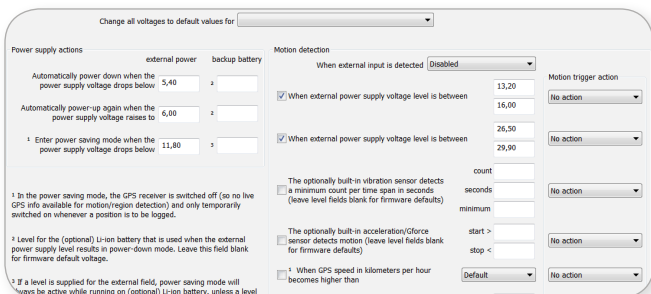 Change all voltages to default values for
Power supply actions
external power backup battery
Automatically power down when the
power supply voltage drops below 5,40 ²
Automatically power-up again when the
power supply voltage raises to 6,00 ²
¹ Enter power saving mode when the
power supply voltage drops below 11,80 ³
¹ In the power saving mode, the GPS receiver is switched off (so no live
GPS info available for motion/region detection) and only temporarily
switched on whenever a position is to be logged.
² Level for the (optional) Li-ion battery that is used when the external
power supply level results in power-down mode. Leave this field blank
for firmware default voltage.
³ If a level is supplied for the external field, power saving mode will
always be active while running on (optional) Li-ion battery, unless a level
Motion detection
When external input is detected Disabled
Motion trigger action
When external power supply voltage level is between 13,20
16,00
No action
When external power supply voltage level is between 26,50
29,90
No action
The optionally built-in vibration sensor detects
a minimum count per time span in seconds
(leave level fields blank for firmware defaults)
count
seconds
minimum
No action
The optionally built-in acceleration/Gforce
sensor detects motion (leave level fields blank
for firmware defaults)
start >
stop <
No action
¹ When GPS speed in kilometers per hour
becomes higher than
Default
No action